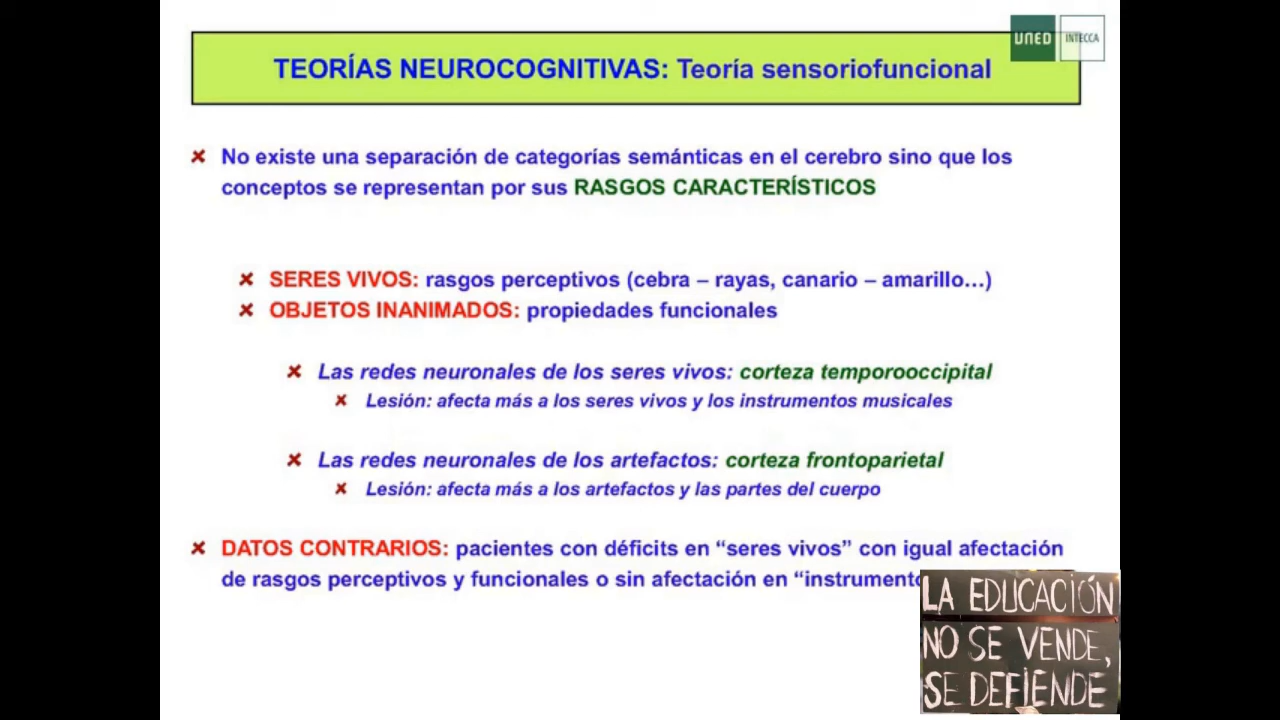 UNED INTECCA
TEORÍAS NEUROCOGNITIVAS: Teoría sensoriofuncional
No existe una separación de categorías semánticas en el cerebro sino que los
conceptos se representan por sus RASGOS CARACTERÍSTICOS
SERES VIVOS: rasgos perceptivos (cebra – rayas, canario – amarillo…)
OBJETOS INANIMADOS: propiedades funcionales
Las redes neuronales de los seres vivos: corteza temporooccipital
Lesión: afecta más a los seres vivos y los instrumentos musicales
Las redes neuronales de los artefactos: corteza frontoparietal
Lesión: afecta más a los artefactos y las partes del cuerpo
DATOS CONTRARIOS: pacientes con déficits en “seres vivos” con igual afectación
de rasgos perceptivos y funcionales o sin afectación en
LA EDUCACIÓN
NO SE VENDE,
SE DEFIENDE